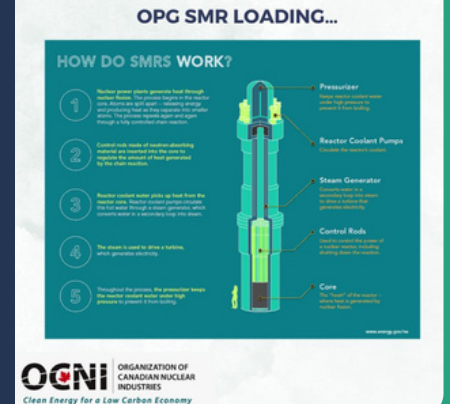 OPG SMR LOADING...
HOW DO SMRS WORK?
1
Nuclear power plants generate heat through
nuclear fission. The process begins in the reactor
core. Atoms are split apart – releasing energy
and producing heat as they separate into smaller
atoms. The process repeats again and again
through a fully controlled chain reaction.
2
Control rods made of neutron-absorbing
material are inserted into the core to
regulate the amount of heat generated
by the chain reaction.
3
Reactor coolant water picks up heat from the
reactor core. Reactor coolant pumps circulate
the hot water through a steam generator, which
converts water in a secondary loop into steam.
4
The steam is used to drive a turbine,
which generates electricity.
5
Throughout the process, the pressurizer keeps
the reactor coolant water under high
pressure to prevent it from boiling.
Pressurizer
Keeps reactor coolant water
under high pressure to
prevent it from boiling.
Reactor Coolant Pumps
Circulate the reactor's coolant.
Steam Generator
Converts water in a
secondary loop into steam
to drive a turbine that
generates electricity.
Control Rods
Used to control the power
of a nuclear reactor, including
shutting down the reactor.
Core
The "heart" of the reactor –
where heat is generated by
nuclear fission.
www.energy.gov/ne
OCNI
ORGANIZATION OF
CANADIAN NUCLEAR
INDUSTRIES
Clean Energy for a Low Carbon Economy